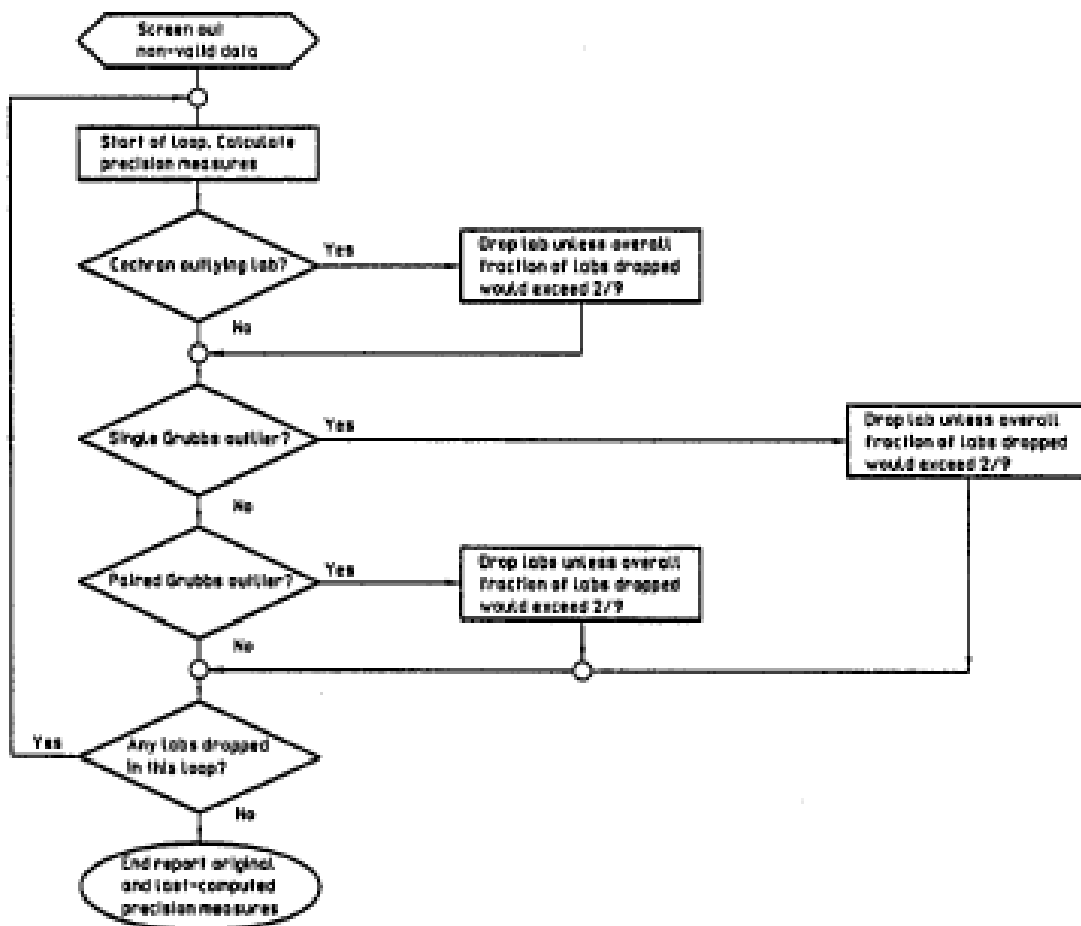 Screen out
non-valid data
Start of loop. Calculate
precision measures
Cochran outlying lab?
Yes
Drop lab unless overall
fraction of labs dropped
would exceed 2/9
No
Single Grubbs outlier?
Yes
Drop lab unless overall
fraction of labs dropped
would exceed 2/9
No
Paired Grubbs outlier?
Yes
Drop labs unless overall
fraction of labs dropped
would exceed 2/9
No
Yes
Any labs dropped
in this loop?
No
End report original
and last-computed
precision measures